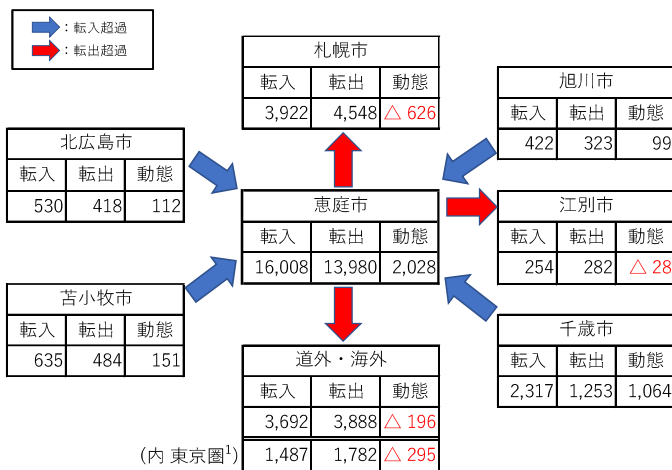 ：転入超過
：転出超過
札幌市
転入 転出 動態
3,922 4,548 △ 626
旭川市
転入 転出 動態
422 323 99
北広島市
転入 転出 動態
530 418 112
恵庭市
転入 転出 動態
16,008 13,980 2,028
江別市
転入 転出 動態
254 282 △ 28
苫小牧市
転入 転出 動態
635 484 151
千歳市
転入 転出 動態
2,317 1,253 1,064
道外・海外
転入 転出 動態
3,692 3,888 △ 196
(内 東京圏¹) 1,487 1,782 △ 295